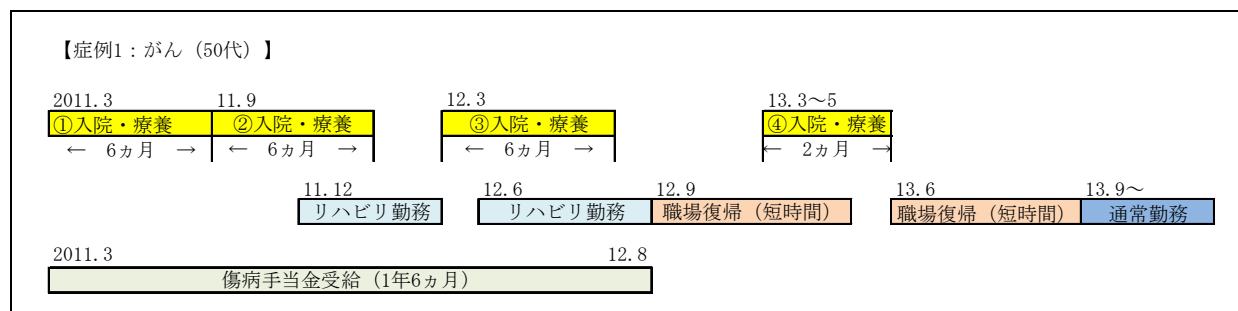 【症例1：がん（50代）】
2011.3 11.9 12.3 13.3～5
①入院・療養 ②入院・療養 ③入院・療養 ④入院・療養
← 6ヵ月 → ← 6ヵ月 → ← 6ヵ月 → ← 2ヵ月 →
11.12 12.6 12.9 13.6 13.9～
リハビリ勤務 リハビリ勤務 職場復帰（短時間） 職場復帰（短時間） 通常勤務
2011.3 12.8
傷病手当金受給（1年6ヵ月）